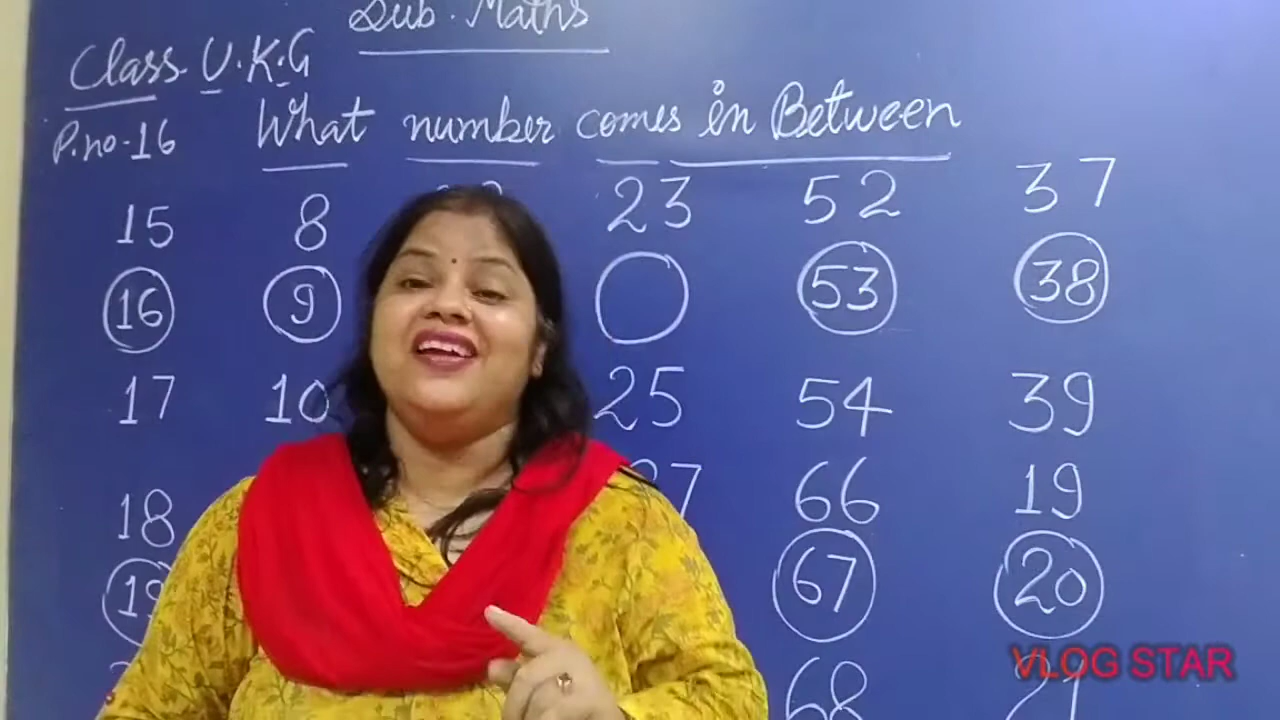 Sub. Maths
Class U.K.G
P.no-16 What number comes in Between
15 8 23 52 37
16 9 53 38
17 10 25 54 39
18 66 19
67 20
68 21
VLOG STAR